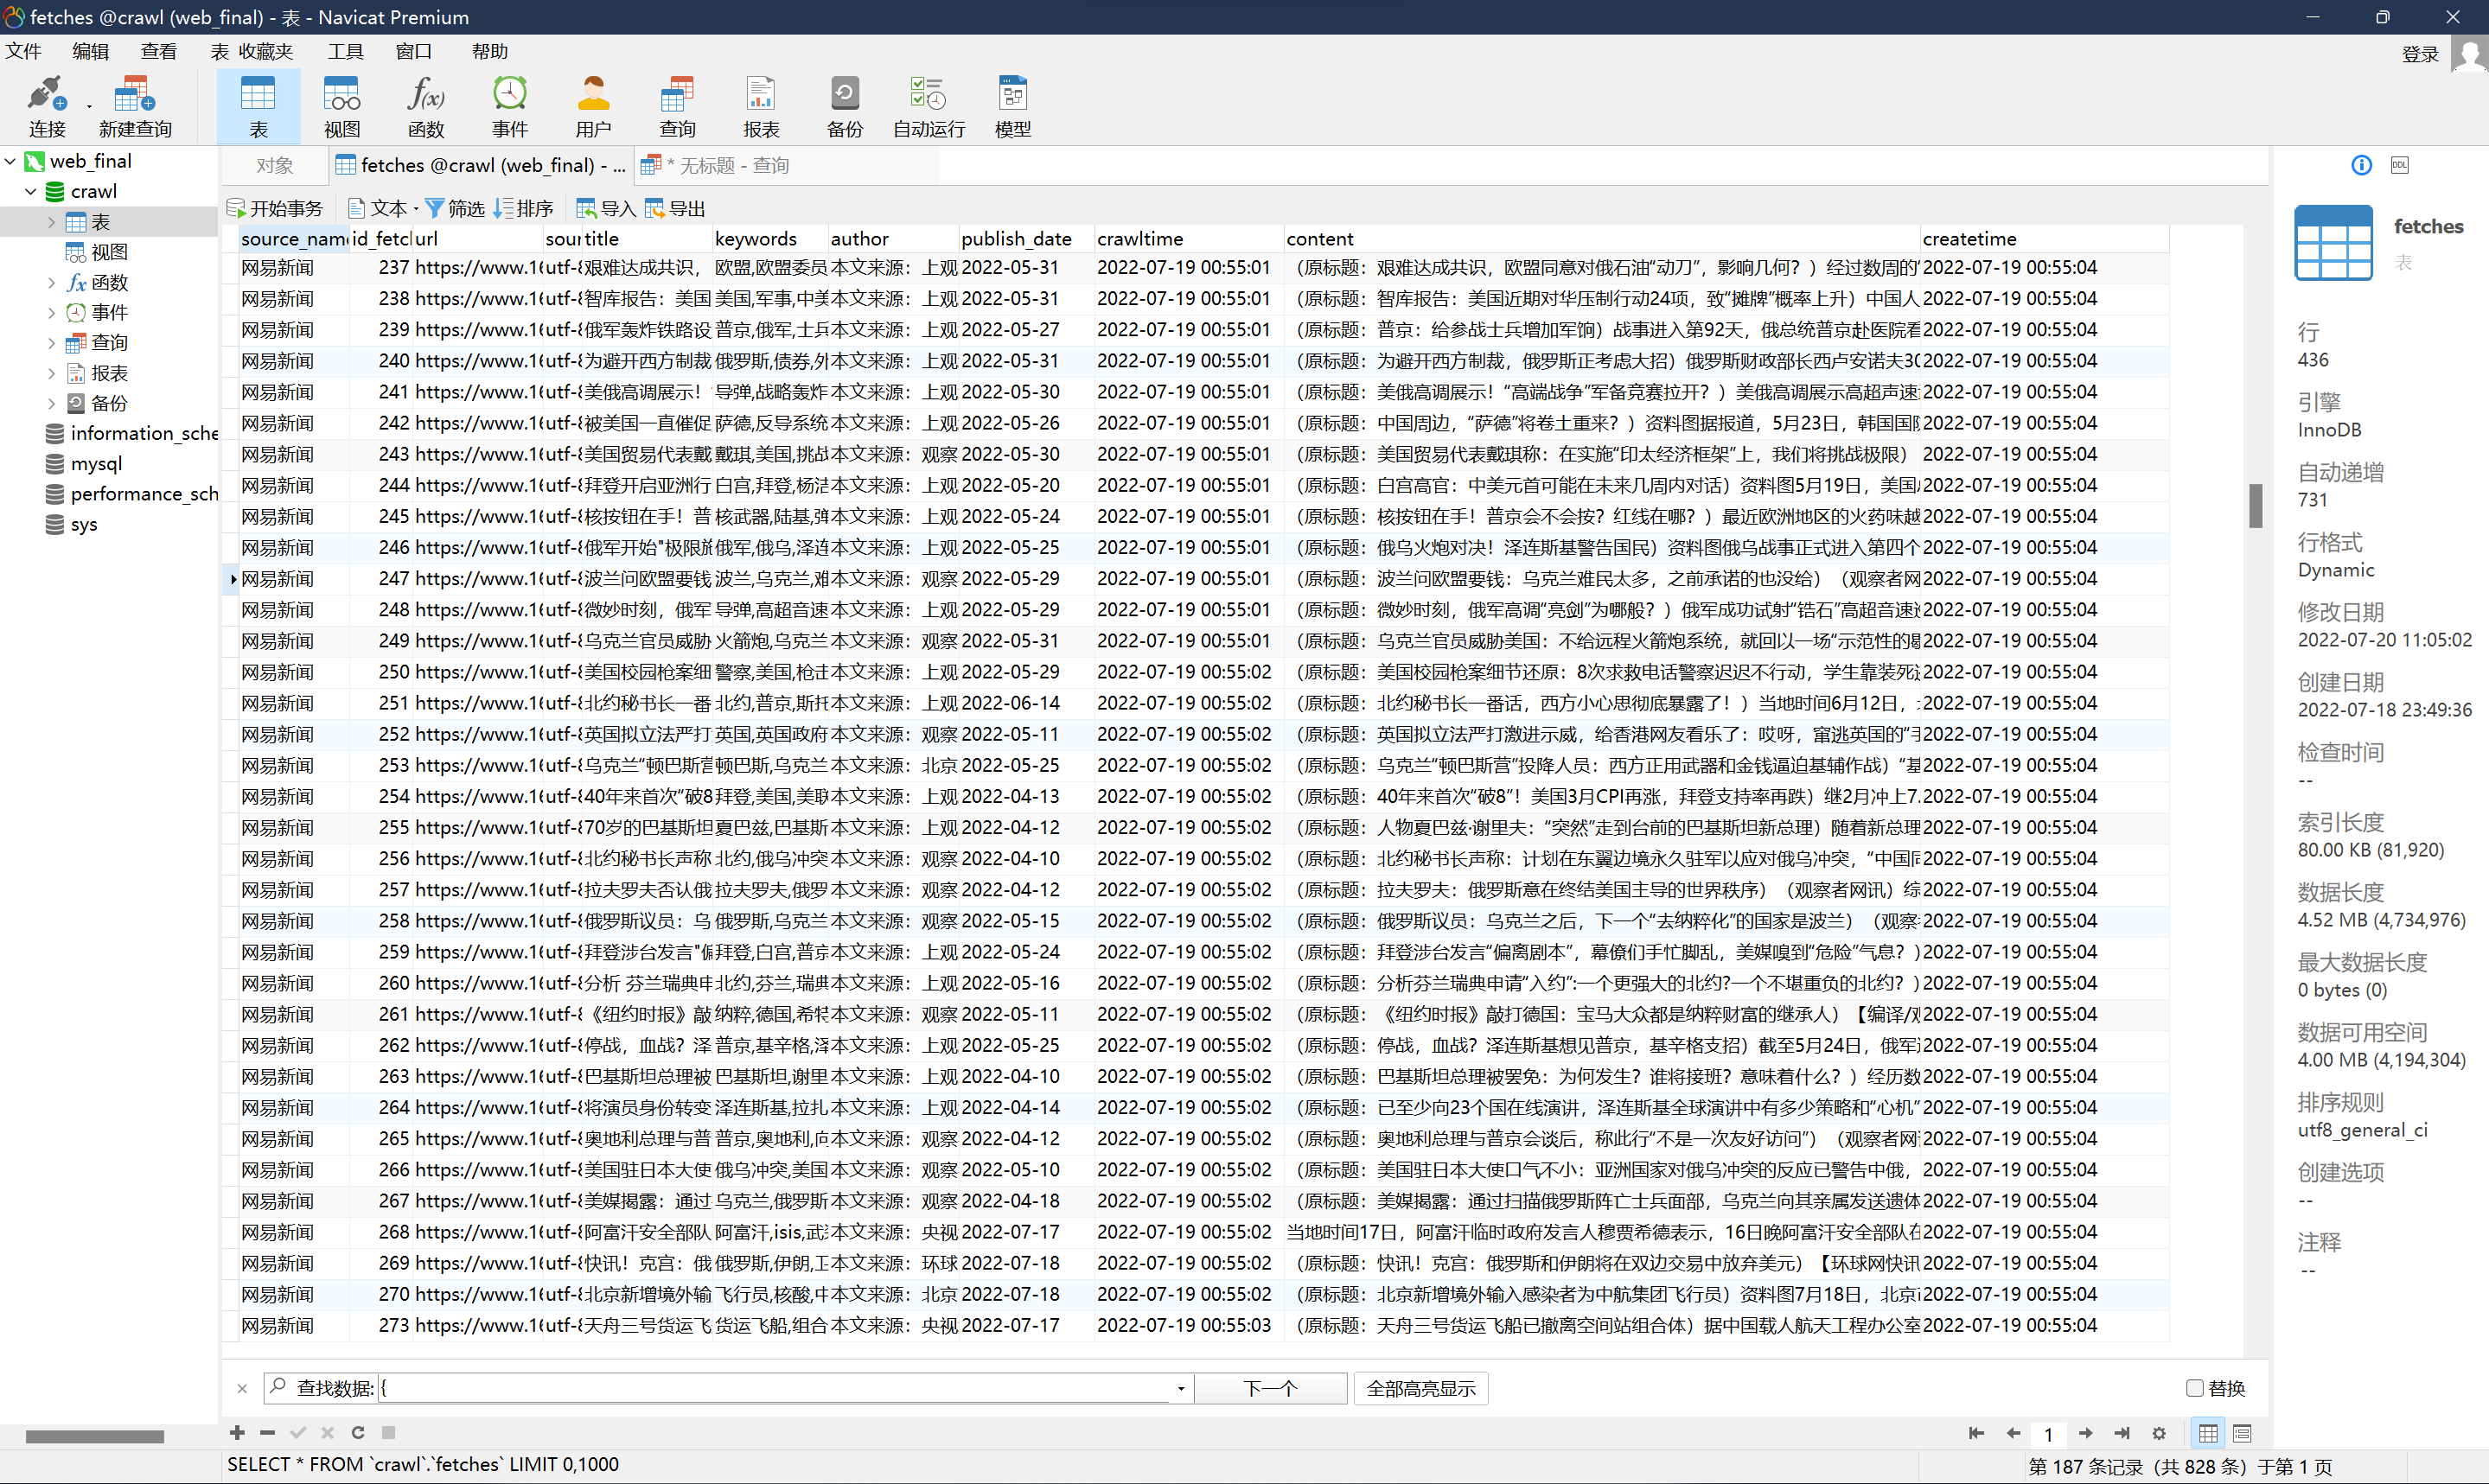 fetches @crawl (web_final) - 表 - Navicat Premium
文件 编辑 查看 表 收藏夹 工具 窗口 帮助 登录
连接 新建查询 表 视图 函数 事件 用户 查询 报表 备份 自动运行 模型
web_final
crawl
表
视图
函数
事件
查询
报表
备份
information_sche
mysql
performance_sch
sys
对象 fetches @crawl (web_final) - ... * 无标题 - 查询
开始事务 文本 筛选 排序 导入 导出
source_nam id_fetc url sour title keywords author publish_date crawltime content createtime
网易新闻 237 https://www.16 utf-8 艰难达成共识， 欧盟,欧盟委员 本文来源：上观 2022-05-31 2022-07-19 00:55:01 （原标题：艰难达成共识，欧盟同意对俄石油“动刀”，影响几何？）经过数周的 2022-07-19 00:55:04
网易新闻 238 https://www.16 utf-8 智库报告：美国 美国,军事,中美 本文来源：上观 2022-05-31 2022-07-19 00:55:01 （原标题：智库报告：美国近期对华压制行动24项，致“摊牌”概率上升）中国人 2022-07-19 00:55:04
网易新闻 239 https://www.16 utf-8 俄军轰炸铁路设 普京,俄军,士兵 本文来源：上观 2022-05-27 2022-07-19 00:55:01 （原标题：普京：给参战士兵增加军饷）战事进入第92天，俄总统普京赴医院看 2022-07-19 00:55:04
网易新闻 240 https://www.16 utf-8 为避开西方制裁 俄罗斯,债券,外 本文来源：上观 2022-05-31 2022-07-19 00:55:01 （原标题：为避开西方制裁，俄罗斯正考虑大招）俄罗斯财政部长西卢安诺夫30 2022-07-19 00:55:04
网易新闻 241 https://www.16 utf-8 美俄高调展示！ 导弹,战略轰炸 本文来源：上观 2022-05-30 2022-07-19 00:55:01 （原标题：美俄高调展示！“高端战争”军备竞赛拉开？）美俄高调展示高超声速 2022-07-19 00:55:04
网易新闻 242 https://www.16 utf-8 被美国一直催促 萨德,反导系统 本文来源：上观 2022-05-26 2022-07-19 00:55:01 （原标题：中国周边，“萨德”将卷土重来？）资料图据报道，5月23日，韩国国防 2022-07-19 00:55:04
网易新闻 243 https://www.16 utf-8 美国贸易代表戴 戴琪,美国,挑战 本文来源：观察 2022-05-30 2022-07-19 00:55:01 （原标题：美国贸易代表戴琪称：在实施“印太经济框架”上，我们将挑战极限） 2022-07-19 00:55:04
网易新闻 244 https://www.16 utf-8 拜登开启亚洲行 白宫,拜登,杨洁 本文来源：上观 2022-05-20 2022-07-19 00:55:01 （原标题：白宫高官：中美元首可能在未来几周内对话）资料图5月19日，美国 2022-07-19 00:55:04
网易新闻 245 https://www.16 utf-8 核按钮在手！普 核武器,陆基,弹 本文来源：上观 2022-05-24 2022-07-19 00:55:01 （原标题：核按钮在手！普京会不会按？红线在哪？）最近欧洲地区的火药味越 2022-07-19 00:55:04
网易新闻 246 https://www.16 utf-8 俄军开始"极限施 俄军,俄乌,泽连 本文来源：上观 2022-05-25 2022-07-19 00:55:01 （原标题：俄乌火炮对决！泽连斯基警告国民）资料图俄乌战事正式进入第四个 2022-07-19 00:55:04
网易新闻 247 https://www.16 utf-8 波兰问欧盟要钱 波兰,乌克兰,难 本文来源：观察 2022-05-29 2022-07-19 00:55:01 （原标题：波兰问欧盟要钱：乌克兰难民太多，之前承诺的也没给）（观察者网 2022-07-19 00:55:04
网易新闻 248 https://www.16 utf-8 微妙时刻，俄军 导弹,高超音速 本文来源：上观 2022-05-29 2022-07-19 00:55:01 （原标题：微妙时刻，俄军高调“亮剑”为哪般？）俄军成功试射“锆石”高超音速 2022-07-19 00:55:04
网易新闻 249 https://www.16 utf-8 乌克兰官员威胁 火箭炮,乌克兰 本文来源：观察 2022-05-31 2022-07-19 00:55:01 （原标题：乌克兰官员威胁美国：不给远程火箭炮系统，就回以一场“示范性的 2022-07-19 00:55:04
网易新闻 250 https://www.16 utf-8 美国校园枪案细 警察,美国,枪击 本文来源：上观 2022-05-29 2022-07-19 00:55:02 （原标题：美国校园枪案细节还原：8次求救电话警察迟迟不行动，学生靠装死 2022-07-19 00:55:04
网易新闻 251 https://www.16 utf-8 北约秘书长一番 北约,普京,斯托 本文来源：上观 2022-06-14 2022-07-19 00:55:02 （原标题：北约秘书长一番话，西方小心思彻底暴露了！）当地时间6月12日， 2022-07-19 00:55:04
网易新闻 252 https://www.16 utf-8 英国拟立法严打 英国,英国政府 本文来源：观察 2022-05-11 2022-07-19 00:55:02 （原标题：英国拟立法严打激进示威，给香港网友看乐了：哎呀，窜逃英国的“手 2022-07-19 00:55:04
网易新闻 253 https://www.16 utf-8 乌克兰“顿巴斯营 顿巴斯,乌克兰 本文来源：北京 2022-05-25 2022-07-19 00:55:02 （原标题：乌克兰“顿巴斯营”投降人员：西方正用武器和金钱逼迫基辅作战）“基 2022-07-19 00:55:04
网易新闻 254 https://www.16 utf-8 40年来首次“破8 拜登,美国,美联 本文来源：上观 2022-04-13 2022-07-19 00:55:02 （原标题：40年来首次“破8”！美国3月CPI再涨，拜登支持率再跌）继2月冲上7. 2022-07-19 00:55:04
网易新闻 255 https://www.16 utf-8 70岁的巴基斯坦 夏巴兹,巴基斯 本文来源：上观 2022-04-12 2022-07-19 00:55:02 （原标题：人物夏巴兹·谢里夫：“突然”走到台前的巴基斯坦新总理）随着新总理 2022-07-19 00:55:04
网易新闻 256 https://www.16 utf-8 北约秘书长声称 北约,俄乌冲突 本文来源：观察 2022-04-10 2022-07-19 00:55:02 （原标题：北约秘书长声称：计划在东翼边境永久驻军以应对俄乌冲突，“中国同 2022-07-19 00:55:04
网易新闻 257 https://www.16 utf-8 拉夫罗夫否认俄 拉夫罗夫,俄罗 本文来源：观察 2022-04-12 2022-07-19 00:55:02 （原标题：拉夫罗夫：俄罗斯意在终结美国主导的世界秩序）（观察者网讯）综 2022-07-19 00:55:04
网易新闻 258 https://www.16 utf-8 俄罗斯议员：乌 俄罗斯,乌克兰 本文来源：观察 2022-05-15 2022-07-19 00:55:02 （原标题：俄罗斯议员：乌克兰之后，下一个“去纳粹化”的国家是波兰）（观察 2022-07-19 00:55:04
网易新闻 259 https://www.16 utf-8 拜登涉台发言"偏 拜登,白宫,普京 本文来源：上观 2022-05-24 2022-07-19 00:55:02 （原标题：拜登涉台发言“偏离剧本”，幕僚们手忙脚乱，美媒嗅到“危险”气息？） 2022-07-19 00:55:04
网易新闻 260 https://www.16 utf-8 分析 芬兰瑞典申 北约,芬兰,瑞典 本文来源：上观 2022-05-16 2022-07-19 00:55:02 （原标题：分析芬兰瑞典申请“入约”:一个更强大的北约?一个不堪重负的北约？） 2022-07-19 00:55:04
网易新闻 261 https://www.16 utf-8 《纽约时报》敲 纳粹,德国,希特 本文来源：观察 2022-05-11 2022-07-19 00:55:02 （原标题：《纽约时报》敲打德国：宝马大众都是纳粹财富的继承人）【编译/观 2022-07-19 00:55:04
网易新闻 262 https://www.16 utf-8 停战，血战？泽 普京,基辛格,泽 本文来源：上观 2022-05-25 2022-07-19 00:55:02 （原标题：停战，血战？泽连斯基想见普京，基辛格支招）截至5月24日，俄军 2022-07-19 00:55:04
网易新闻 263 https://www.16 utf-8 巴基斯坦总理被 巴基斯坦,谢里 本文来源：上观 2022-04-10 2022-07-19 00:55:02 （原标题：巴基斯坦总理被罢免：为何发生？谁将接班？意味着什么？）经历数 2022-07-19 00:55:04
网易新闻 264 https://www.16 utf-8 将演员身份转变 泽连斯基,拉扎 本文来源：上观 2022-04-14 2022-07-19 00:55:02 （原标题：已至少向23个国在线演讲，泽连斯基全球演讲中有多少策略和“心机” 2022-07-19 00:55:04
网易新闻 265 https://www.16 utf-8 奥地利总理与普 普京,奥地利,向 本文来源：观察 2022-04-12 2022-07-19 00:55:02 （原标题：奥地利总理与普京会谈后，称此行“不是一次友好访问”）（观察者网 2022-07-19 00:55:04
网易新闻 266 https://www.16 utf-8 美国驻日本大使 俄乌冲突,美国 本文来源：观察 2022-05-10 2022-07-19 00:55:02 （原标题：美国驻日本大使口气不小：亚洲国家对俄乌冲突的反应已警告中俄， 2022-07-19 00:55:04
网易新闻 267 https://www.16 utf-8 美媒揭露：通过 乌克兰,俄罗斯 本文来源：观察 2022-04-18 2022-07-19 00:55:02 （原标题：美媒揭露：通过扫描俄罗斯阵亡士兵面部，乌克兰向其亲属发送遗体 2022-07-19 00:55:04
网易新闻 268 https://www.16 utf-8 阿富汗安全部队 阿富汗,isis,武 本文来源：央视 2022-07-17 2022-07-19 00:55:02 当地时间17日，阿富汗临时政府发言人穆贾希德表示，16日晚阿富汗安全部队在 2022-07-19 00:55:04
网易新闻 269 https://www.16 utf-8 快讯！克宫：俄 俄罗斯,伊朗,卫 本文来源：环球 2022-07-18 2022-07-19 00:55:02 （原标题：快讯！克宫：俄罗斯和伊朗将在双边交易中放弃美元）【环球网快讯 2022-07-19 00:55:04
网易新闻 270 https://www.16 utf-8 北京新增境外输 飞行员,核酸,中 本文来源：北京 2022-07-18 2022-07-19 00:55:02 （原标题：北京新增境外输入感染者为中航集团飞行员）资料图7月18日，北京 2022-07-19 00:55:04
网易新闻 273 https://www.16 utf-8 天舟三号货运飞 货运飞船,组合 本文来源：央视 2022-07-17 2022-07-19 00:55:03 （原标题：天舟三号货运飞船已撤离空间站组合体）据中国载人航天工程办公室 2022-07-19 00:55:04
查找数据: { 下一个 全部高亮显示 替换
1
SELECT * FROM `crawl`.`fetches` LIMIT 0,1000 第 187 条记录（共 828 条）于第 1 页
DDL
fetches
表
行
436
引擎
InnoDB
自动递增
731
行格式
Dynamic
修改日期
2022-07-20 11:05:02
创建日期
2022-07-18 23:49:36
检查时间
--
索引长度
80.00 KB (81,920)
数据长度
4.52 MB (4,734,976)
最大数据长度
0 bytes (0)
数据可用空间
4.00 MB (4,194,304)
排序规则
utf8_general_ci
创建选项
--
注释
--